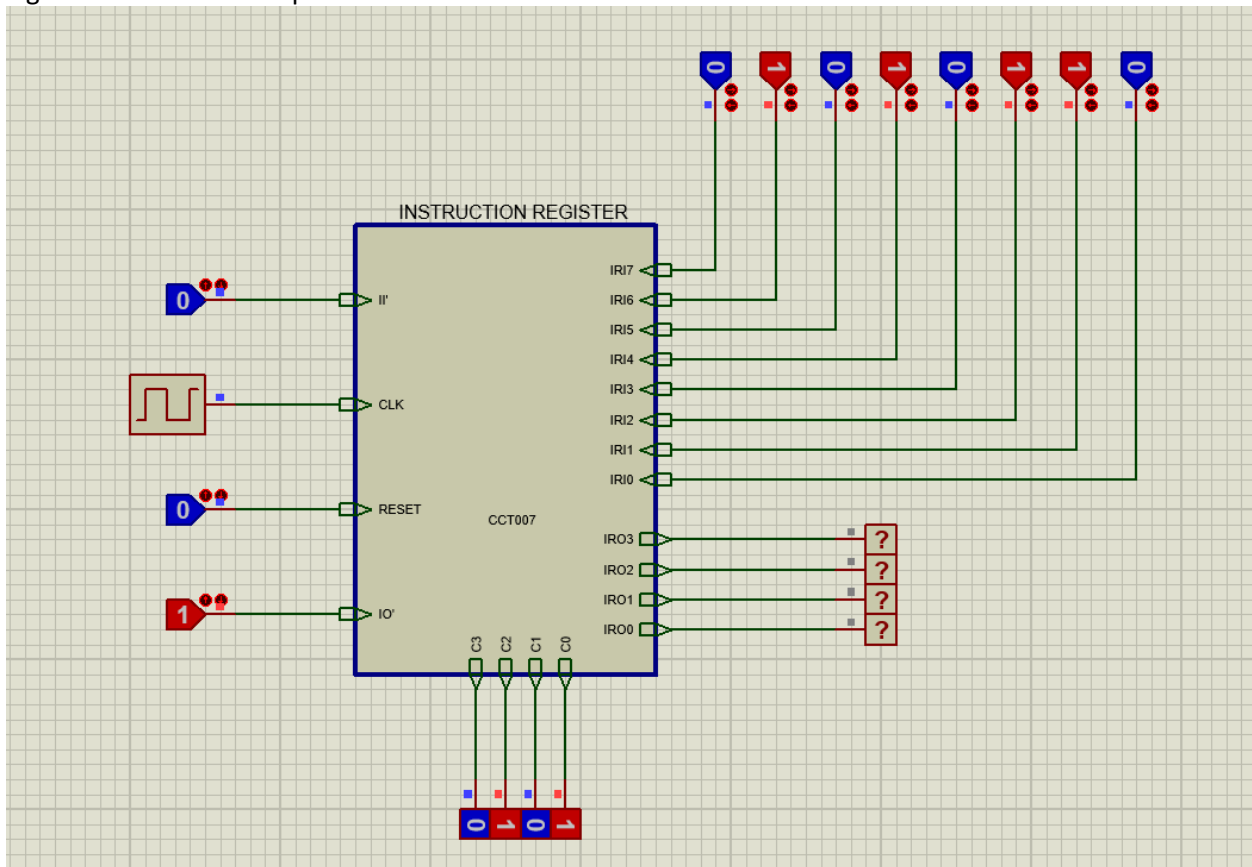 0 1 0 1 0 1 1 0
INSTRUCTION REGISTER
IRI7
0 II' IRI6
IRI5
IRI4
IRI3
CLK
IRI2
IRI1
IRI0
0 RESET
CCT007
IRO3 ?
IRO2 ?
IRO1 ?
1 IO'
IRO0 ?
C3 C2 C1 C0
0 1 0 1